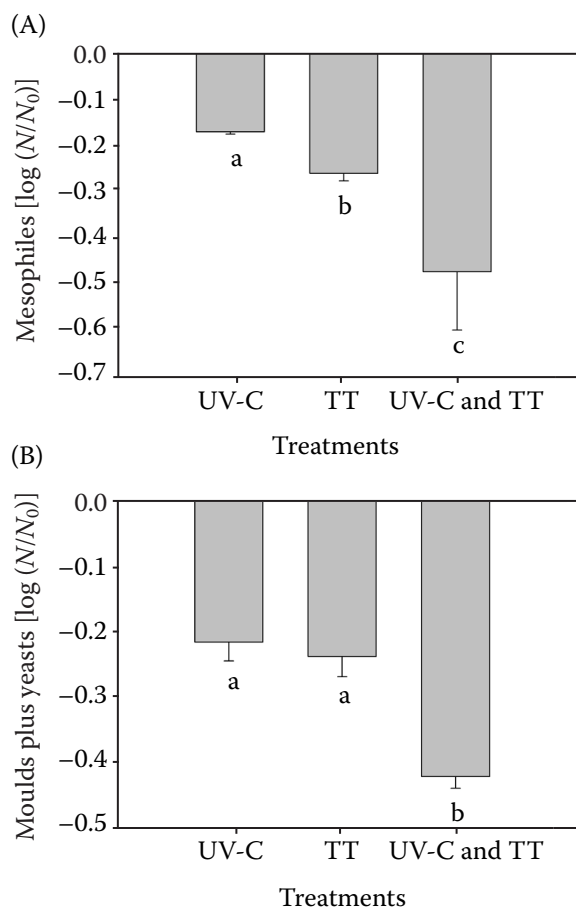 (A)
Mesophiles [log (N/N₀)]
0.0
−0.1
−0.2
−0.3
−0.4
−0.5
−0.6
−0.7
a
b
c
UV-C TT UV-C and TT
Treatments
(B)
Moulds plus yeasts [log (N/N₀)]
0.0
−0.1
−0.2
−0.3
−0.4
−0.5
a a
b
UV-C TT UV-C and TT
Treatments